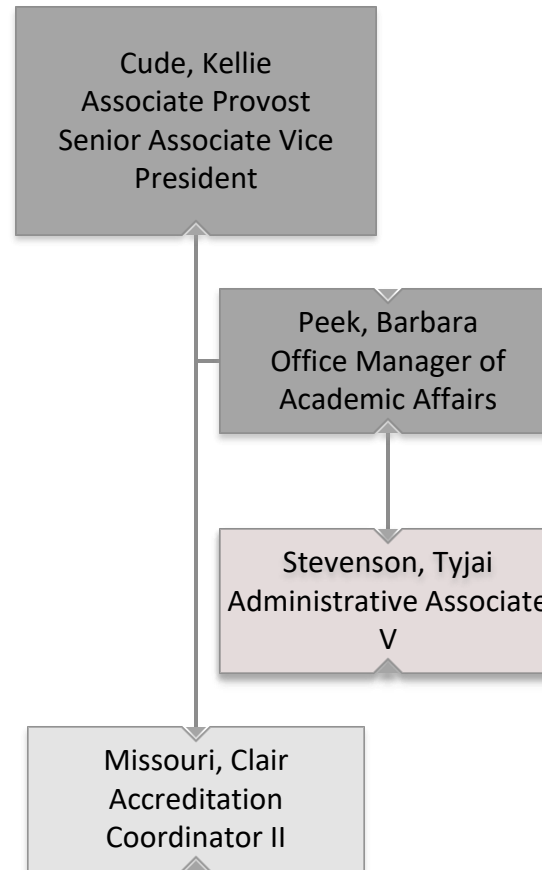 Cude, Kellie
Associate Provost
Senior Associate Vice
President
Peek, Barbara
Office Manager of
Academic Affairs
Stevenson, Tyjai
Administrative Associate
V
Missouri, Clair
Accreditation
Coordinator II